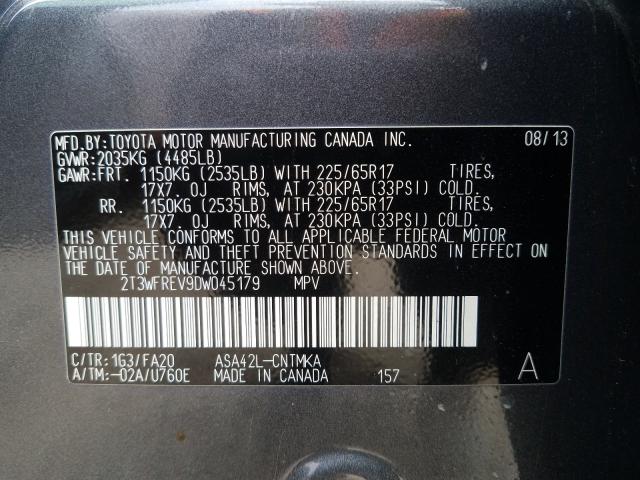 MFD.BY:TOYOTA MOTOR MANUFACTURING CANADA INC. 08/13
GVWR:2035KG (4485LB)
GAWR:FRT. 1150KG (2535LB) WITH 225/65R17 TIRES,
17X7.0J RIMS, AT 230KPA (33PSI) COLD.
RR. 1150KG (2535LB) WITH 225/65R17 TIRES,
17X7.0J RIMS, AT 230KPA (33PSI) COLD.
THIS VEHICLE CONFORMS TO ALL APPLICABLE FEDERAL MOTOR
VEHICLE SAFETY AND THEFT PREVENTION STANDARDS IN EFFECT
ON THE DATE OF MANUFACTURE SHOWN ABOVE.
2T3WFREV9DW045179 MPV
C/TR:1G3/FA20 ASA42L-CNTMKA
A/TM:-02A/U760E MADE IN CANADA 157 A